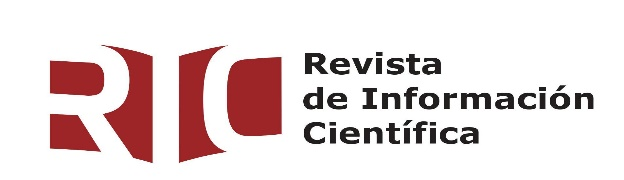 RIC
Revista
de Información
Científica